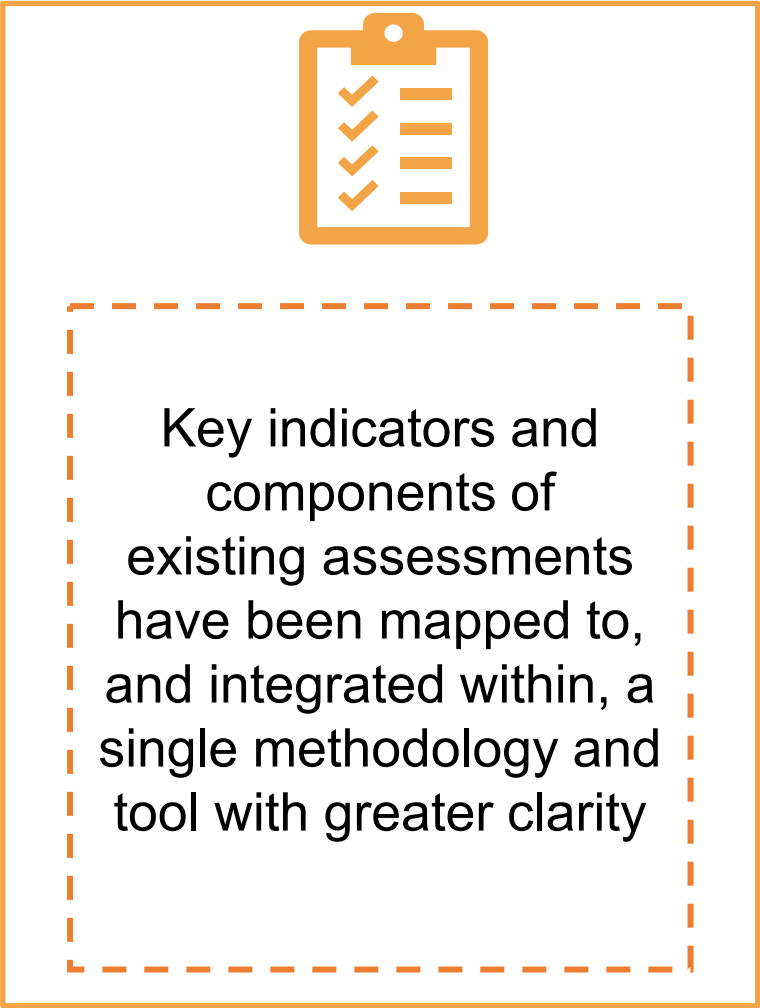 Key indicators and
components of
existing assessments
have been mapped to,
and integrated within, a
single methodology and
tool with greater clarity